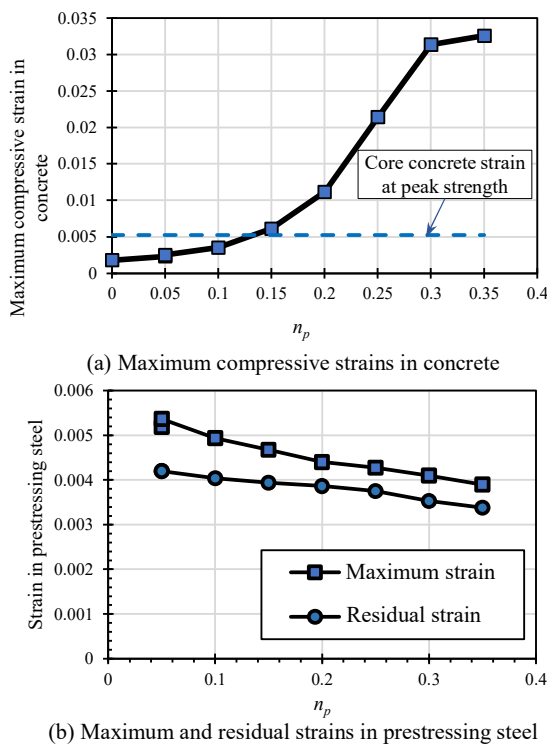 0.035
0.03
0.025
0.02
0.015
0.01
0.005
0
Maximum compressive strain in
concrete
Core concrete strain
at peak strength
0 0.05 0.1 0.15 0.2 0.25 0.3 0.35
n_p
(a) Maximum compressive strains in concrete
0.006
0.005
0.004
0.003
0.002
0.001
0
Strain in prestressing steel
Maximum strain
Residual strain
0 0.1 0.2 0.3 0.4
n_p
(b) Maximum and residual strains in prestressing steel